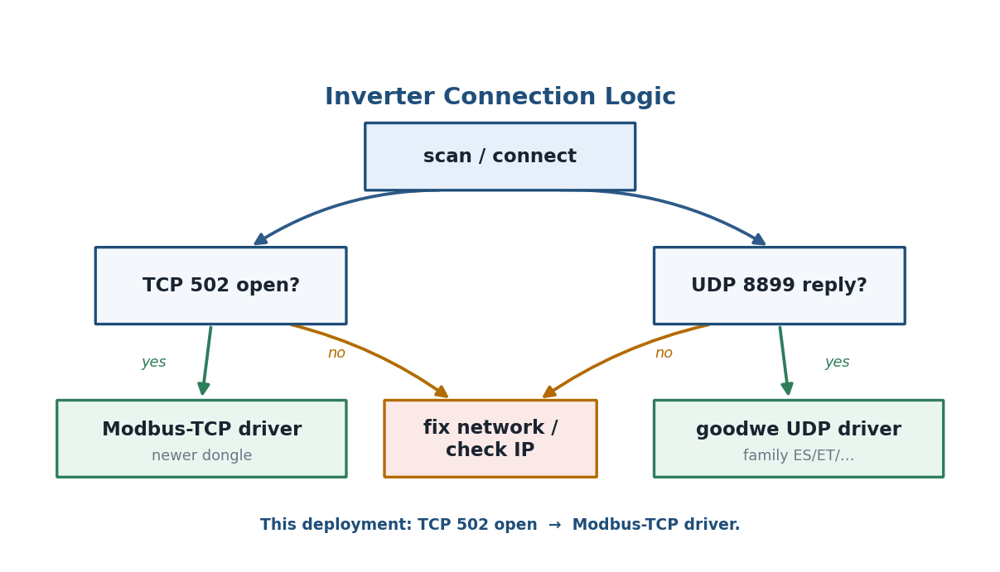 Inverter Connection Logic
scan / connect
TCP 502 open?
UDP 8899 reply?
yes
no
no
yes
Modbus-TCP driver
newer dongle
fix network /
check IP
goodwe UDP driver
family ES/ET/...
This deployment: TCP 502 open → Modbus-TCP driver.